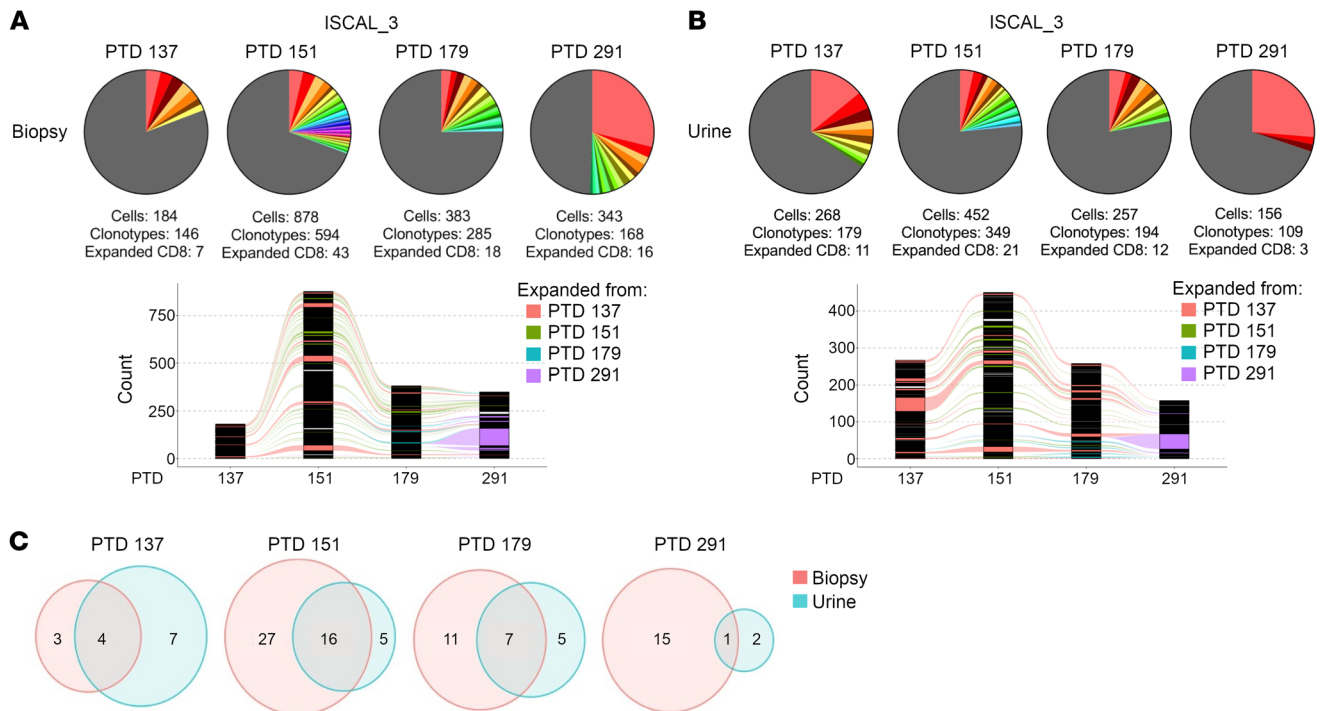 A
ISCAL_3
PTD 137
PTD 151
PTD 179
PTD 291
Biopsy
Cells: 184
Clonotypes: 146
Expanded CD8: 7
Cells: 878
Clonotypes: 594
Expanded CD8: 43
Cells: 383
Clonotypes: 285
Expanded CD8: 18
Cells: 343
Clonotypes: 168
Expanded CD8: 16
Count
750
500
250
0
PTD
137
151
179
291
Expanded from:
PTD 137
PTD 151
PTD 179
PTD 291
B
ISCAL_3
PTD 137
PTD 151
PTD 179
PTD 291
Urine
Cells: 268
Clonotypes: 179
Expanded CD8: 11
Cells: 452
Clonotypes: 349
Expanded CD8: 21
Cells: 257
Clonotypes: 194
Expanded CD8: 12
Cells: 156
Clonotypes: 109
Expanded CD8: 3
Count
400
300
200
100
0
PTD
137
151
179
291
Expanded from:
PTD 137
PTD 151
PTD 179
PTD 291
C
PTD 137
PTD 151
PTD 179
PTD 291
3
4
7
27
16
5
11
7
5
15
1
2
Biopsy
Urine